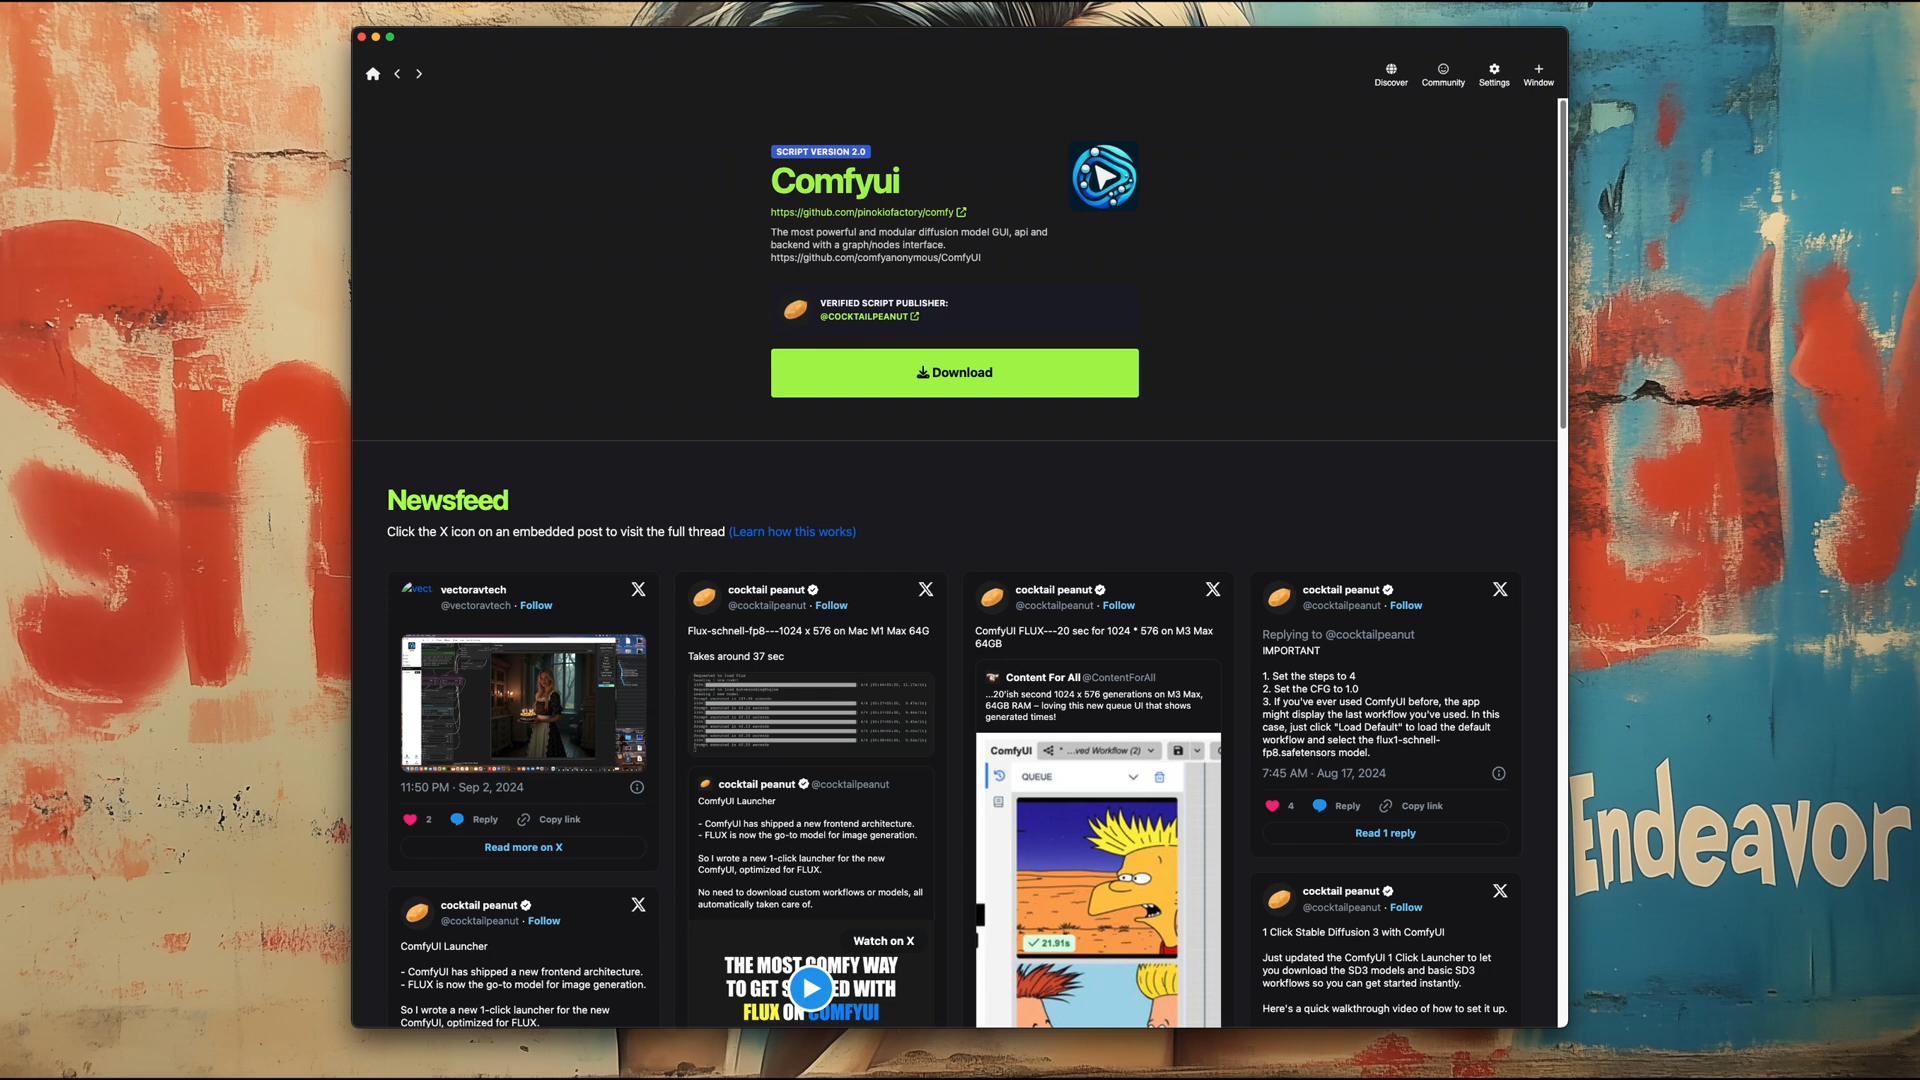 Discover
Community
Settings
Window
SCRIPT VERSION 2.0
Comfyui
https://github.com/pinokiofactory/comfy
The most powerful and modular diffusion model GUI, api and
backend with a graph/nodes interface.
https://github.com/comfyanonymous/ComfyUI
VERIFIED SCRIPT PUBLISHER:
@COCKTAILPEANUT
Download
Newsfeed
Click the X icon on an embedded post to visit the full thread (Learn how this works)
vect
vectoravtech
@vectoravtech · Follow
11:50 PM · Sep 2, 2024
2 Reply Copy link
Read more on X
cocktail peanut
@cocktailpeanut · Follow
ComfyUI Launcher
- ComfyUI has shipped a new frontend architecture.
- FLUX is now the go-to model for image generation.
So I wrote a new 1-click launcher for the new
ComfyUI, optimized for FLUX.
cocktail peanut
@cocktailpeanut · Follow
Flux-schnell-fp8---1024 x 576 on Mac M1 Max 64G
Takes around 37 sec
cocktail peanut @cocktailpeanut
ComfyUI Launcher
- ComfyUI has shipped a new frontend architecture.
- FLUX is now the go-to model for image generation.
So I wrote a new 1-click launcher for the new
ComfyUI, optimized for FLUX.
No need to download custom workflows or models, all
automatically taken care of.
Watch on X
THE MOST COMFY WAY
TO GET WITH
FLUX ON COMFYUI
cocktail peanut
@cocktailpeanut · Follow
ComfyUI FLUX---20 sec for 1024 * 576 on M3 Max
64GB
Content For All @ContentForAll
...20'ish second 1024 x 576 generations on M3 Max,
64GB RAM – loving this new queue UI that shows
generated times!
ComfyUI
* ...ved Workflow (2)
QUEUE
21.91s
cocktail peanut
@cocktailpeanut · Follow
Replying to @cocktailpeanut
IMPORTANT
1. Set the steps to 4
2. Set the CFG to 1.0
3. If you've ever used ComfyUI before, the app
might display the last workflow you've used. In this
case, just click "Load Default" to load the default
workflow and select the flux1-schnell-
fp8.safetensors model.
7:45 AM · Aug 17, 2024
4 Reply Copy link
Read 1 reply
cocktail peanut
@cocktailpeanut · Follow
1 Click Stable Diffusion 3 with ComfyUI
Just updated the ComfyUI 1 Click Launcher to let
you download the SD3 models and basic SD3
workflows so you can get started instantly.
Here's a quick walkthrough video of how to set it up.
Endeavor